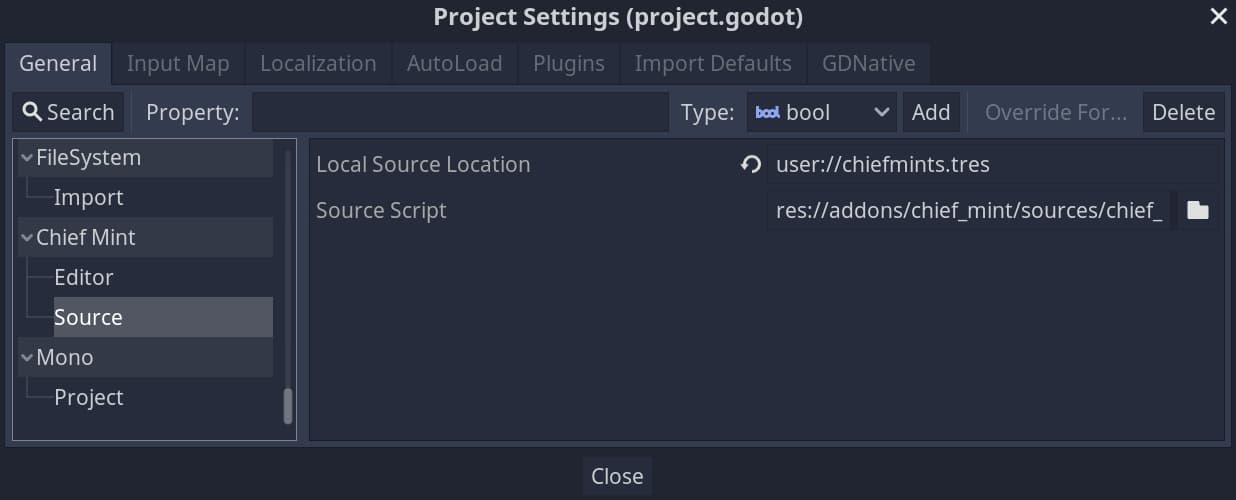 Project Settings (project.godot)
General Input Map Localization AutoLoad Plugins Import Defaults GDNative
Search Property: Type: bool bool Add Override For... Delete
FileSystem
Import
Chief Mint
Editor
Source
Mono
Project
Local Source Location user://chiefmints.tres
Source Script res://addons/chief_mint/sources/chief_
Close